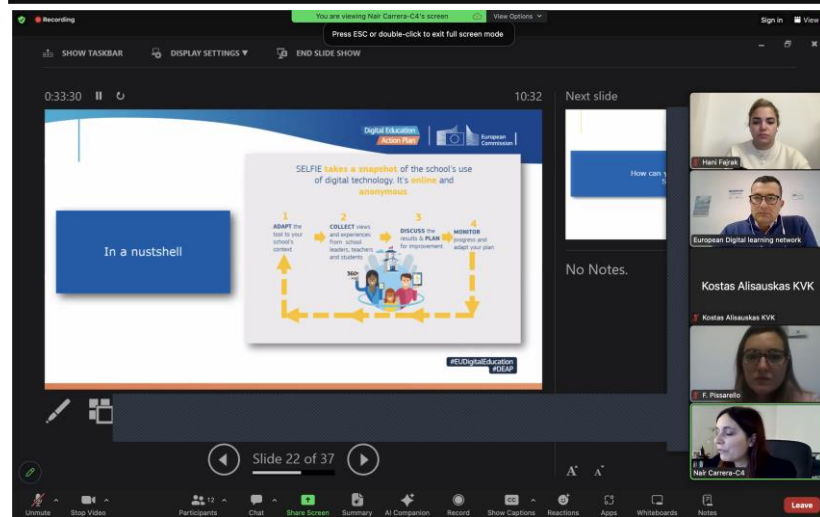 Recording
You are viewing Nair Carrera-C4's screen
View Options
Sign in
View
Press ESC or double-click to exit full screen mode
SHOW TASKBAR
DISPLAY SETTINGS ▼
END SLIDE SHOW
0:33:30
10:32
Next slide
Digital Education
Action Plan
European
Commission
SELFIE takes a snapshot of the school's use
of digital technology. It's online and
anonymous.
In a nustshell
1
ADAPT the
tool to your
school's
context
2
COLLECT views
and experiences
from school
leaders, teachers
and students
3
DISCUSS the
results & PLAN
for improvement
4
MONITOR
progress and
adapt your plan
360°
#EUDigitalEducation
#DEAP
How can
No Notes.
Hani Fajrak
European Digital learning network
Kostas Alisauskas KVK
Kostas Alisauskas KVK
F. Pissarello
Nair Carrera-C4
Slide 22 of 37
A A
Unmute
Stop Video
12
Participants
Chat
Share Screen
Summary
AI Companion
Record
CC
Show Captions
Reactions
Apps
Whiteboards
Notes
Leave